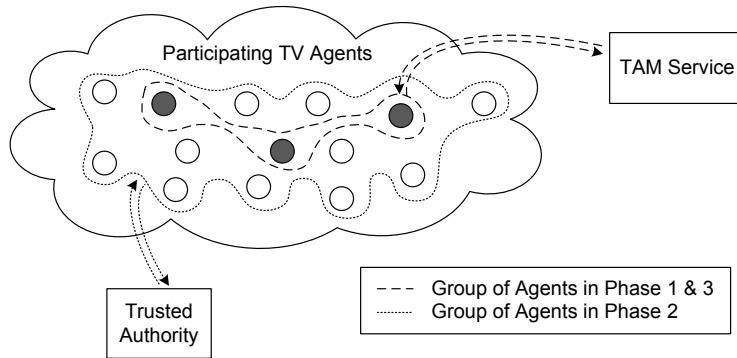 Participating TV Agents
TAM Service
Trusted
Authority
Group of Agents in Phase 1 & 3
Group of Agents in Phase 2